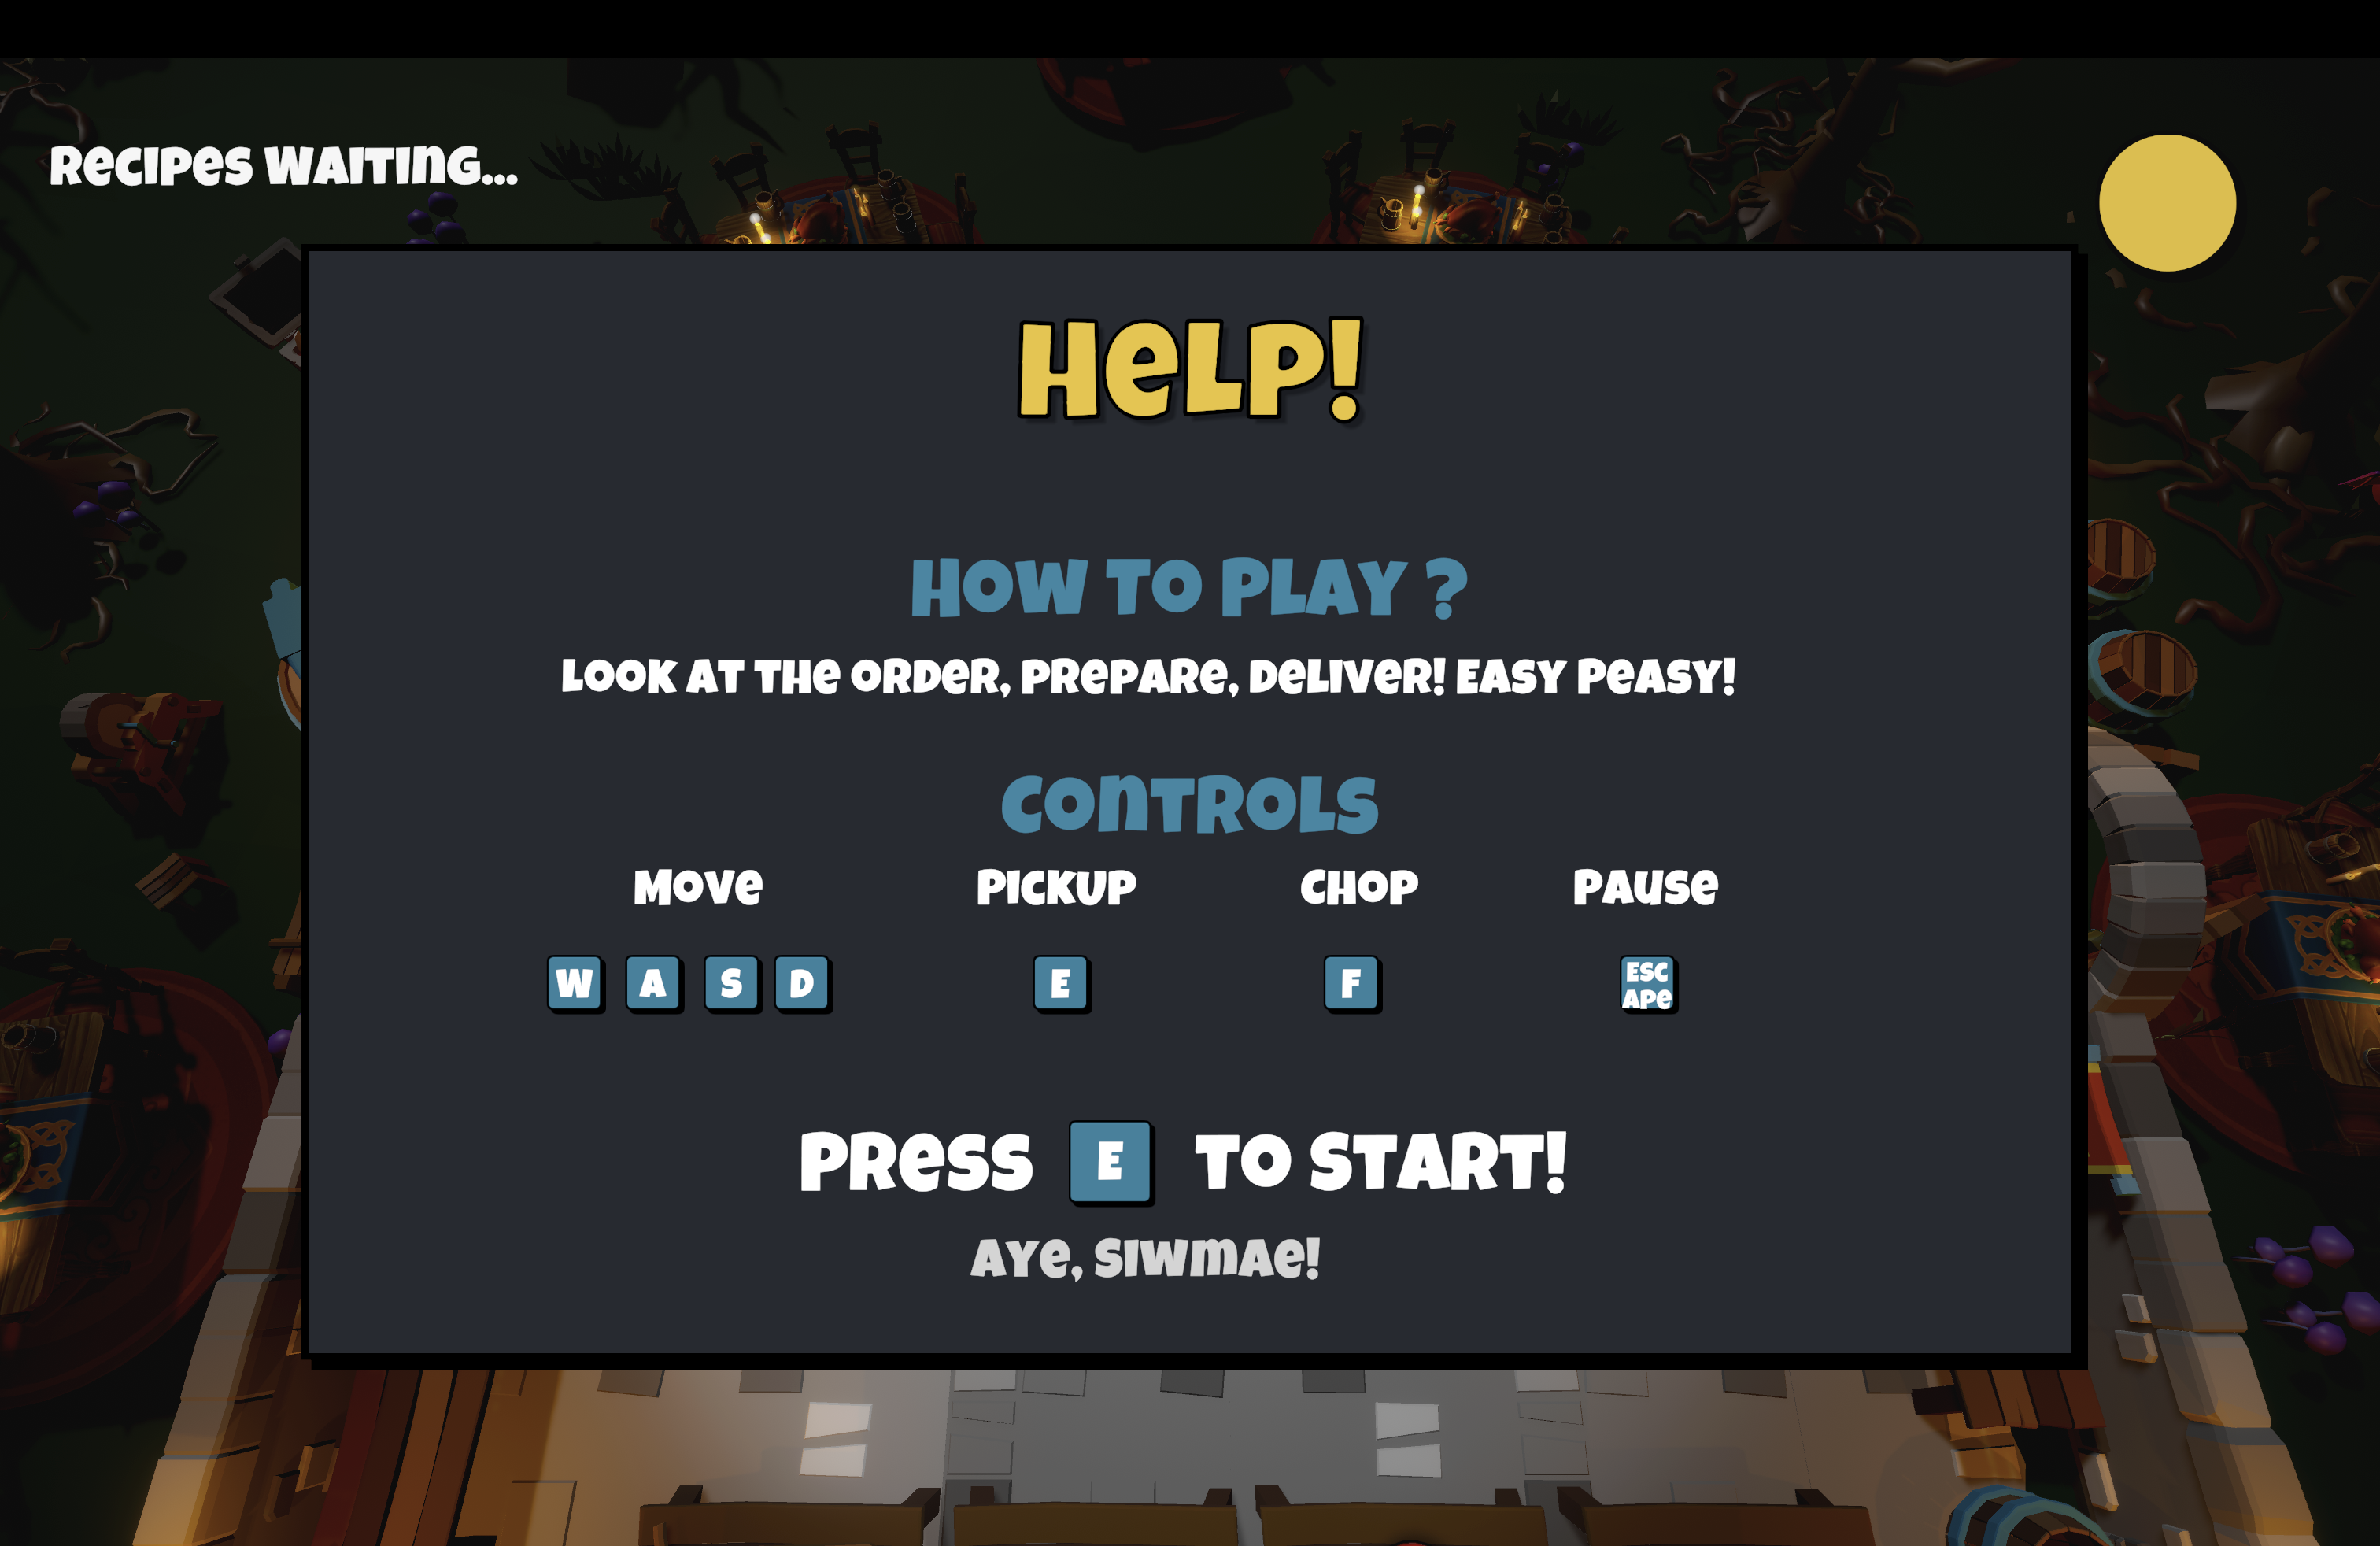 RECIPES WAITING...
HELP!
HOW TO PLAY ?
LOOK AT THE ORDER, PREPARE, DELIVER! EASY PEASY!
CONTROLS
MOVE PICKUP CHOP PAUSE
W A S D E F ESC
APE
PRESS E TO START!
AYE, SIWMAE!